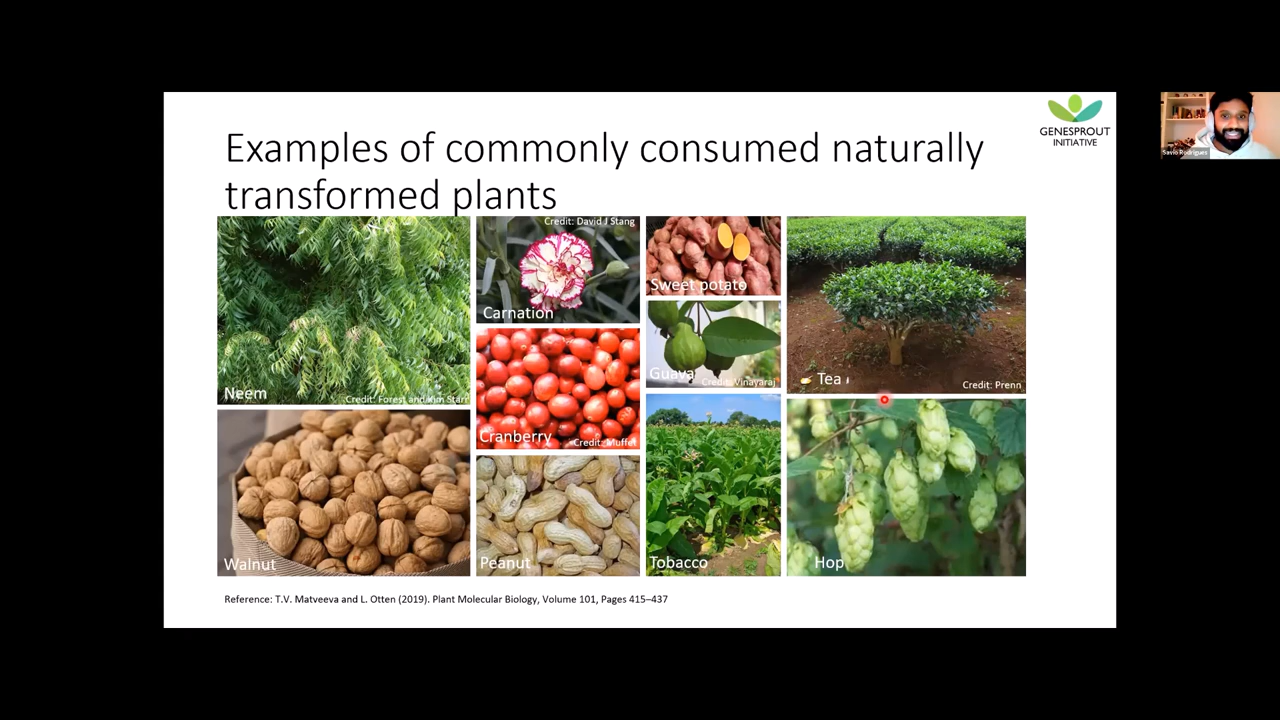 GENESPROUT
INITIATIVE
Savio Rodrigues
Examples of commonly consumed naturally
transformed plants
Credit: David J Stang
Carnation
Sweet potato
Guava
Credit: Vinayaraj
Tea
Credit: Prenn
Neem
Credit: Forest and Kim Starr
Cranberry
Credit: Muffet
Walnut
Peanut
Tobacco
Hop
Reference: T.V. Matveeva and L. Otten (2019). Plant Molecular Biology, Volume 101, Pages 415–437